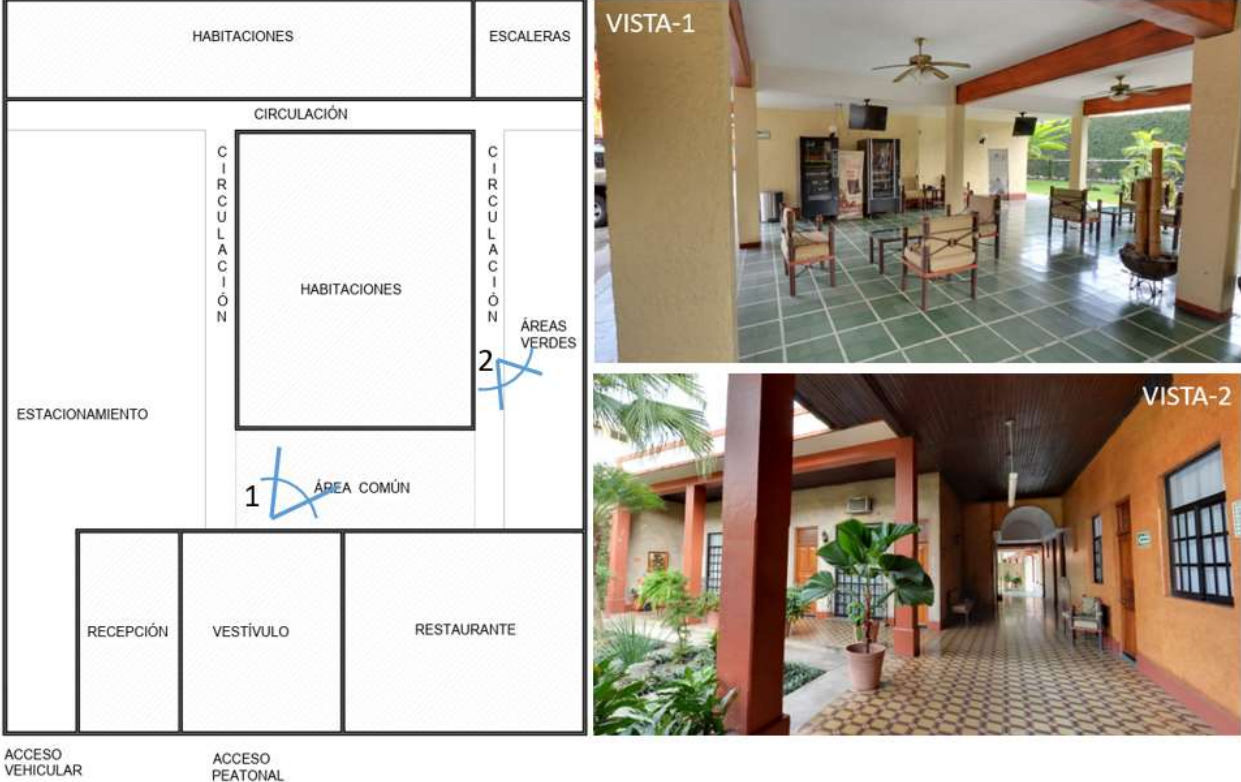 HABITACIONES
ESCALERAS
CIRCULACIÓN
CIRCULACIÓN
HABITACIONES
CIRCULACIÓN
ÁREAS
VERDES
2
ESTACIONAMIENTO
1
ÁREA COMÚN
RECEPCIÓN
VESTÍVULO
RESTAURANTE
ACCESO
VEHICULAR
ACCESO
PEATONAL
VISTA-1
VISTA-2